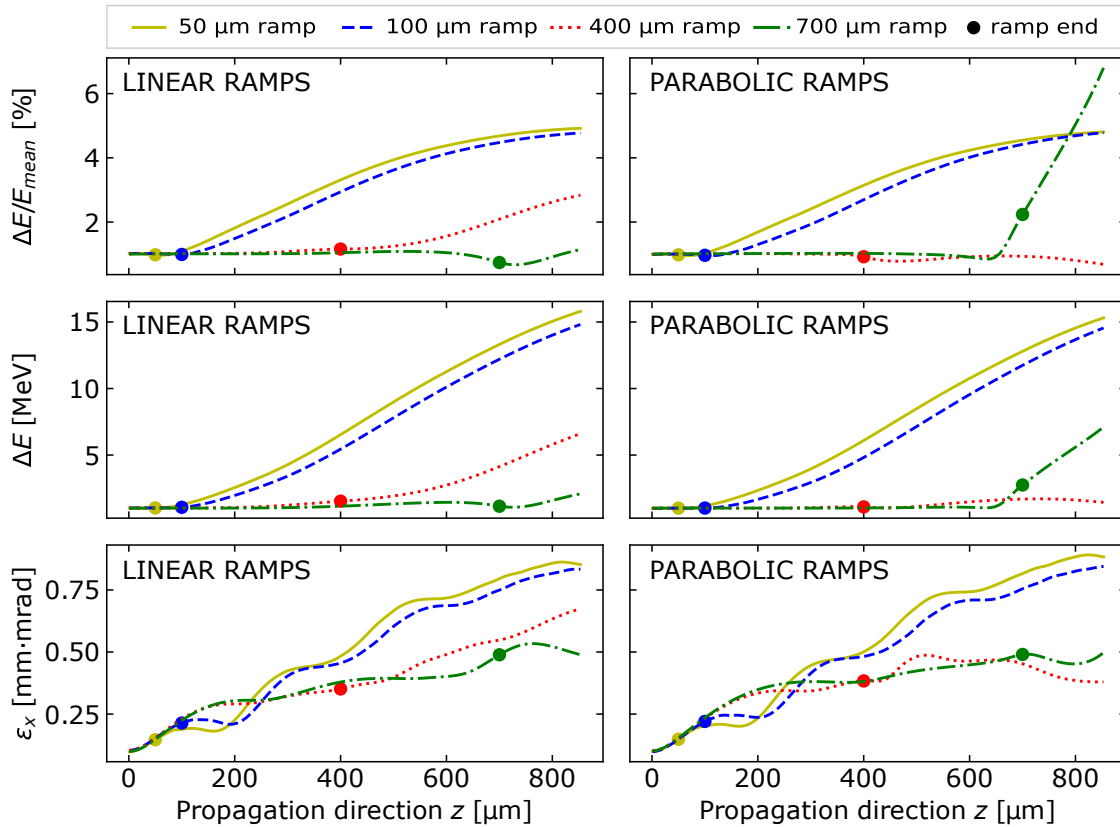 50 μm ramp 100 μm ramp 400 μm ramp 700 μm ramp ramp end
LINEAR RAMPS PARABOLIC RAMPS
ΔE/E_mean [%]
6
4
2
LINEAR RAMPS PARABOLIC RAMPS
ΔE [MeV]
15
10
5
LINEAR RAMPS PARABOLIC RAMPS
ε_x [mm·mrad]
0.75
0.50
0.25
0 200 400 600 800 0 200 400 600 800
Propagation direction z [μm] Propagation direction z [μm]